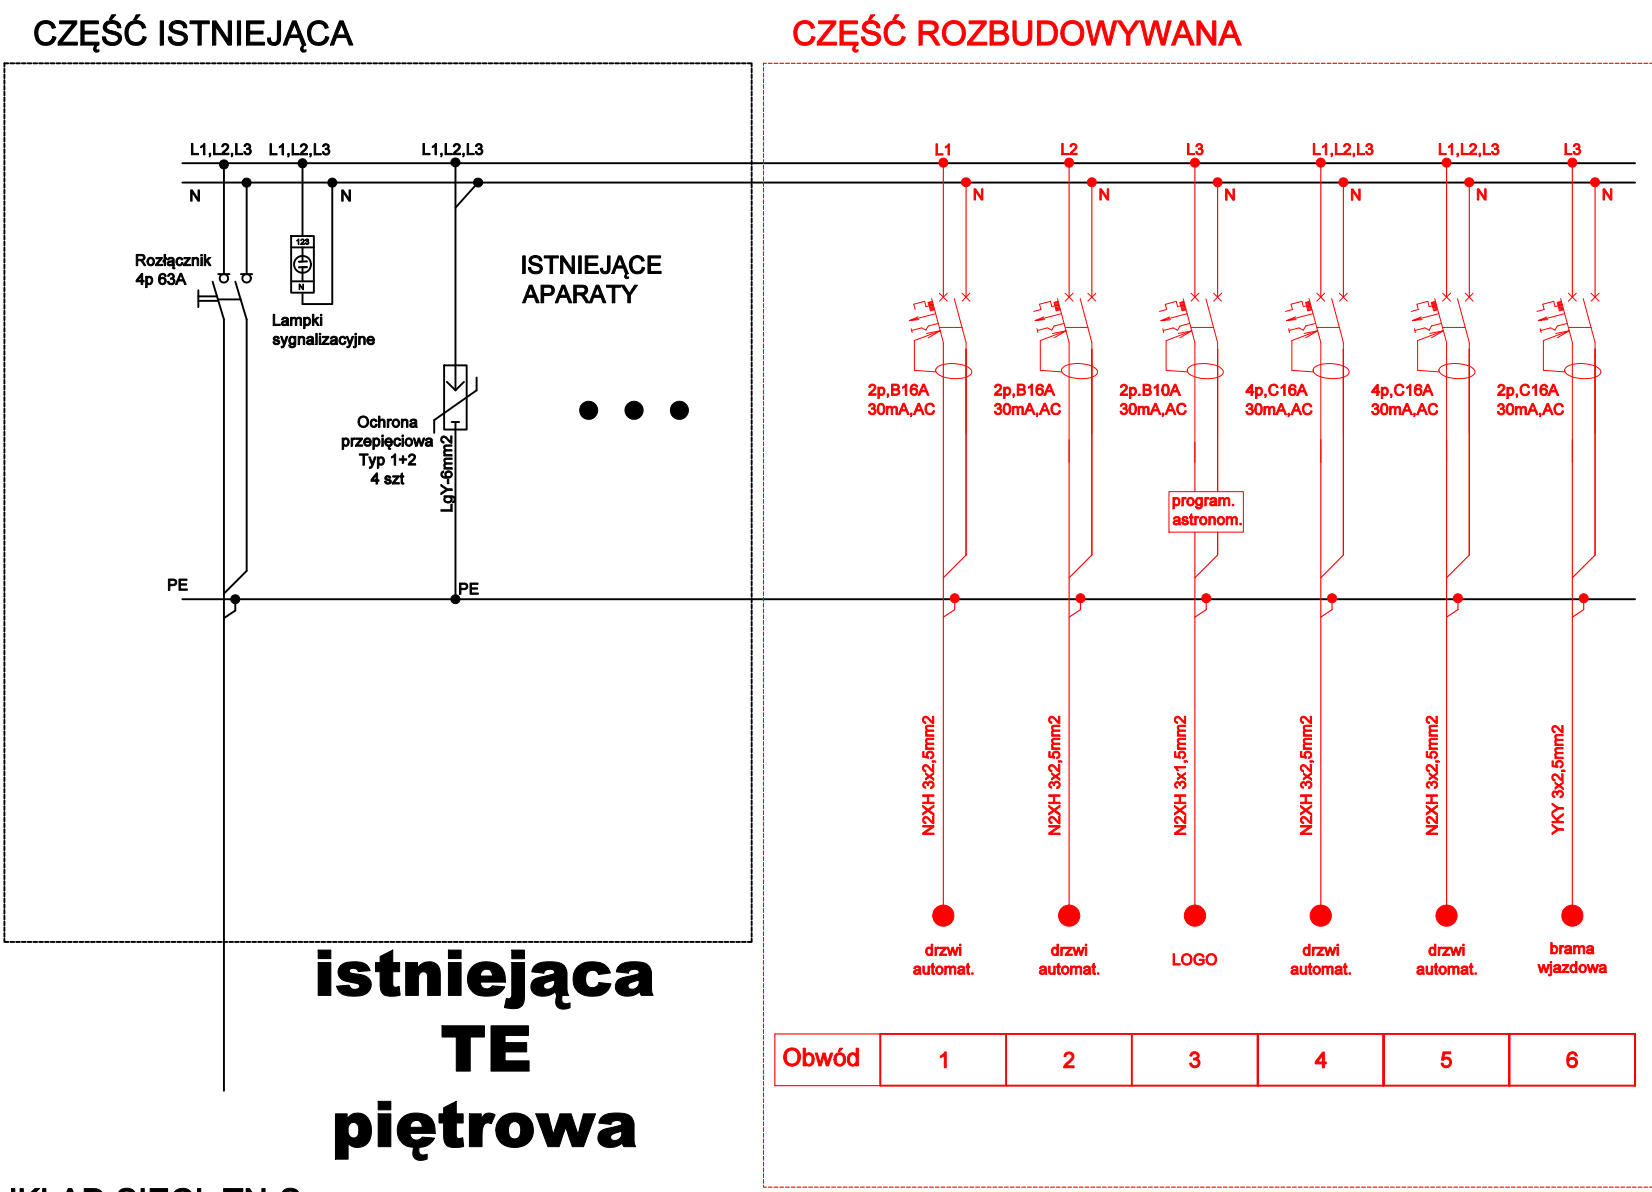 CZĘŚĆ ISTNIEJĄCA
CZĘŚĆ ROZBUDOWYWANA
L1,L2,L3
L1,L2,L3
L1,L2,L3
L1
L2
L3
L1,L2,L3
L1,L2,L3
L3
N
N
N
N
N
N
N
N
123
N
Rozłącznik
4p 63A
Lampki
sygnalizacyjne
ISTNIEJĄCE
APARATY
Ochrona
przepięciowa
Typ 1+2
4 szt
LgY-6mm2
2p,B16A
30mA,AC
2p,B16A
30mA,AC
2p.B10A
30mA,AC
4p,C16A
30mA,AC
4p,C16A
30mA,AC
2p,C16A
30mA,AC
program.
astronom.
PE
PE
N2XH 3x2,5mm2
N2XH 3x2,5mm2
N2XH 3x1,5mm2
N2XH 3x2,5mm2
N2XH 3x2,5mm2
YKY 3x2,5mm2
drzwi
automat.
drzwi
automat.
LOGO
drzwi
automat.
drzwi
automat.
brama
wjazdowa
istniejąca
TE
piętrowa
Obwód 1 2 3 4 5 6